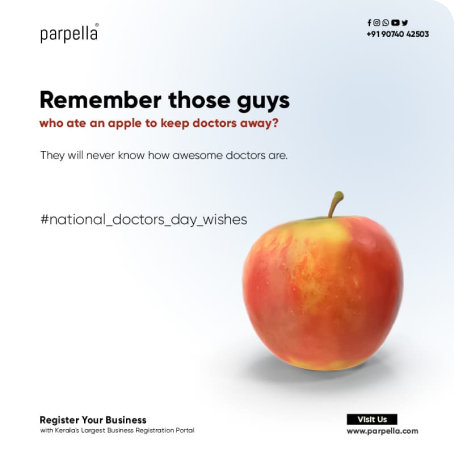 parpella®
+91 90740 42503
Remember those guys
who ate an apple to keep doctors away?
They will never know how awesome doctors are.
#national_doctors_day_wishes
Register Your Business
with Kerala's Largest Business Registration Portal
Visit Us
www.parpella.com